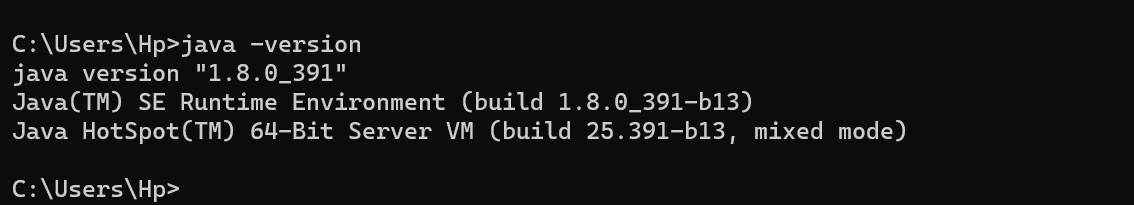 C:\Users\Hp>java -version
java version "1.8.0_391"
Java(TM) SE Runtime Environment (build 1.8.0_391-b13)
Java HotSpot(TM) 64-Bit Server VM (build 25.391-b13, mixed mode)
C:\Users\Hp>